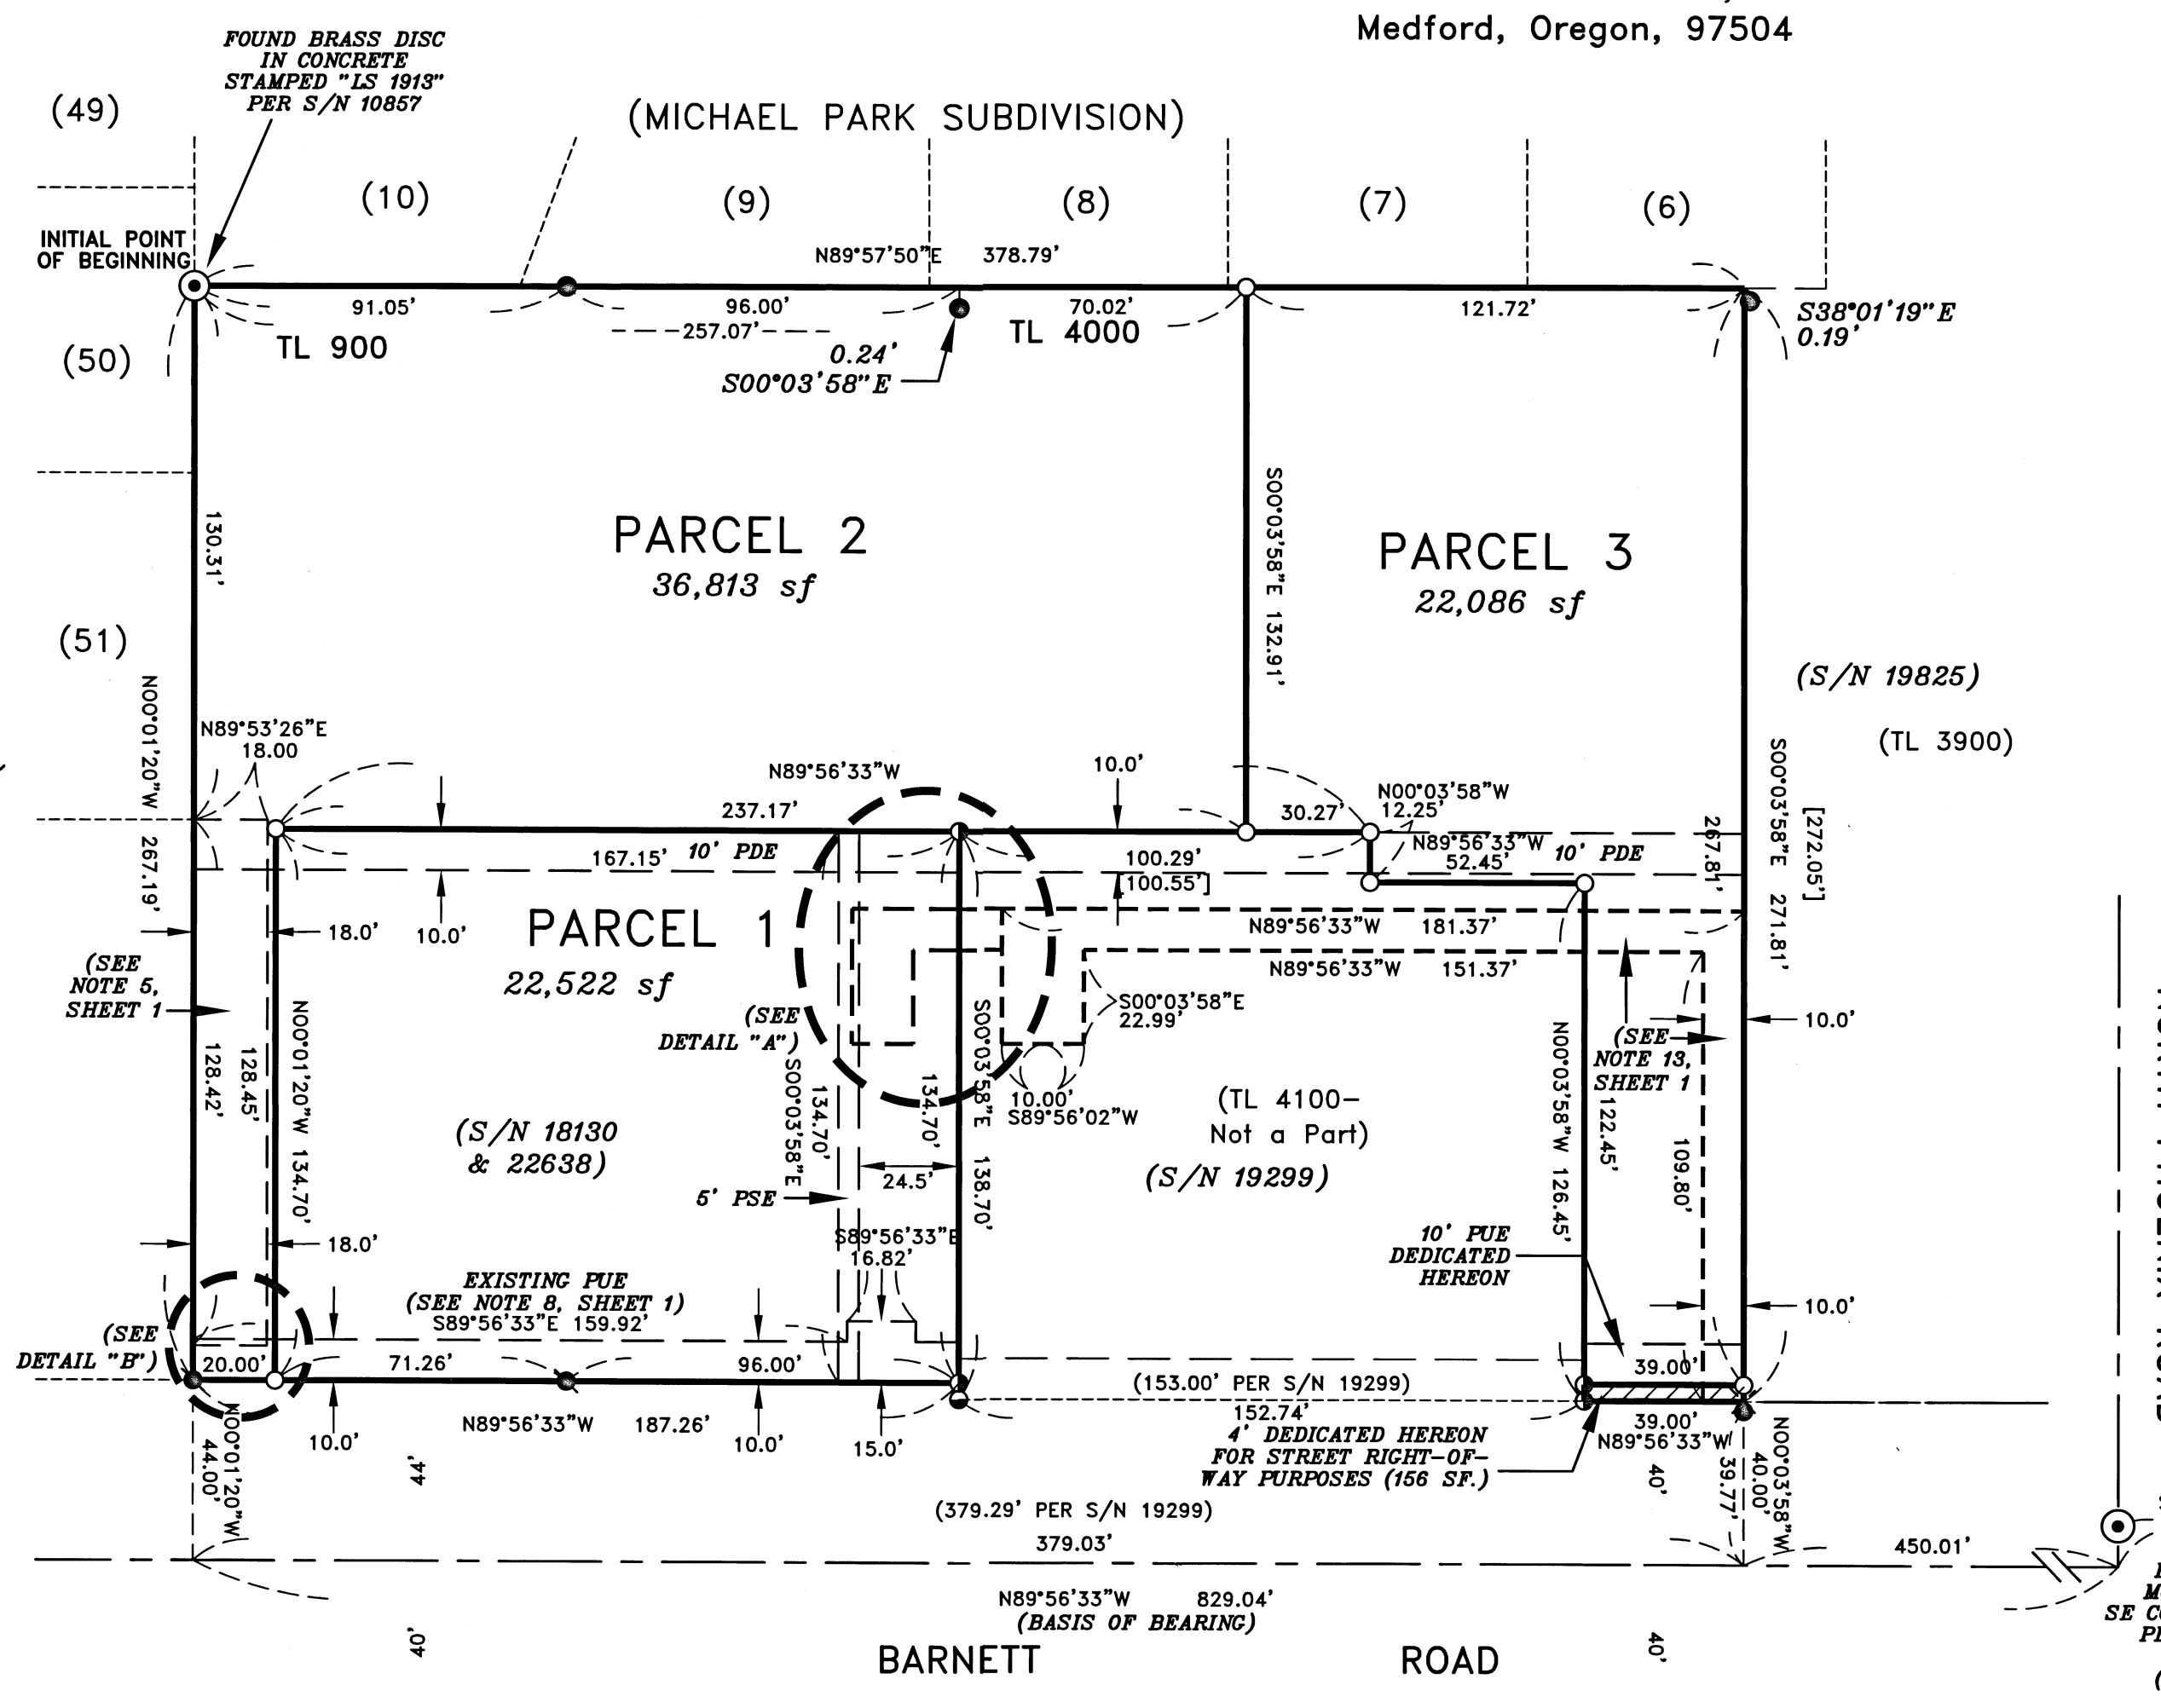 Medford, Oregon, 97504
FOUND BRASS DISC
IN CONCRETE
STAMPED "LS 1913"
PER S/N 10857
(49)
(MICHAEL PARK SUBDIVISION)
(10)
(9)
(8)
(7)
(6)
INITIAL POINT
OF BEGINNING
N89°57'50"E 378.79'
91.05'
96.00'
70.02'
121.72'
S38°01'19"E
0.19'
257.07'
TL 900
TL 4000
0.24'
S00°03'58"E
(50)
130.31'
S00°03'58"E 132.91'
PARCEL 2
36,813 sf
PARCEL 3
22,086 sf
(51)
(S/N 19825)
(TL 3900)
N00°01'20"W 267.19'
N89°53'26"E
18.00
N89°56'33"W
237.17'
10.0'
30.27'
N00°03'58"W
12.25'
N89°56'33"W
52.45'
10' PDE
267.81'
S00°03'58"E 271.81'
[272.05']
167.15'
10' PDE
100.29'
[100.55']
PARCEL 1
22,522 sf
18.0'
10.0'
N89°56'33"W 181.37'
N89°56'33"W 151.37'
(SEE
NOTE 5,
SHEET 1
(SEE
DETAIL "A")
S00°03'58"E
22.99'
10.00'
S89°56'02"W
(SEE
NOTE 13,
SHEET 1
10.0'
128.42'
128.45'
N00°01'20"W 134.70'
S00°03'58"E
134.70'
134.70'
S00°03'58"E 138.70'
(TL 4100-
Not a Part)
(S/N 19299)
N00°03'58"W 126.45'
122.45'
109.80'
(S/N 18130
& 22638)
5' PSE
24.5'
S89°56'33"E
16.82'
10' PUE
DEDICATED
HEREON
18.0'
EXISTING PUE
(SEE NOTE 8, SHEET 1)
S89°56'33"E 159.92'
10.0'
(SEE
DETAIL "B")
20.00'
71.26'
96.00'
39.00'
(153.00' PER S/N 19299)
152.74'
39.00'
N89°56'33"W
N89°56'33"W 187.26'
10.0'
10.0'
15.0'
4' DEDICATED HEREON
FOR STREET RIGHT-OF-
WAY PURPOSES (156 SF.)
N00°01'20"W
44.00'
44'
40'
39.77'
40.00'
N00°03'58"W
(379.29' PER S/N 19299)
379.03'
450.01'
N89°56'33"W 829.04'
(BASIS OF BEARING)
40'
40'
BARNETT ROAD